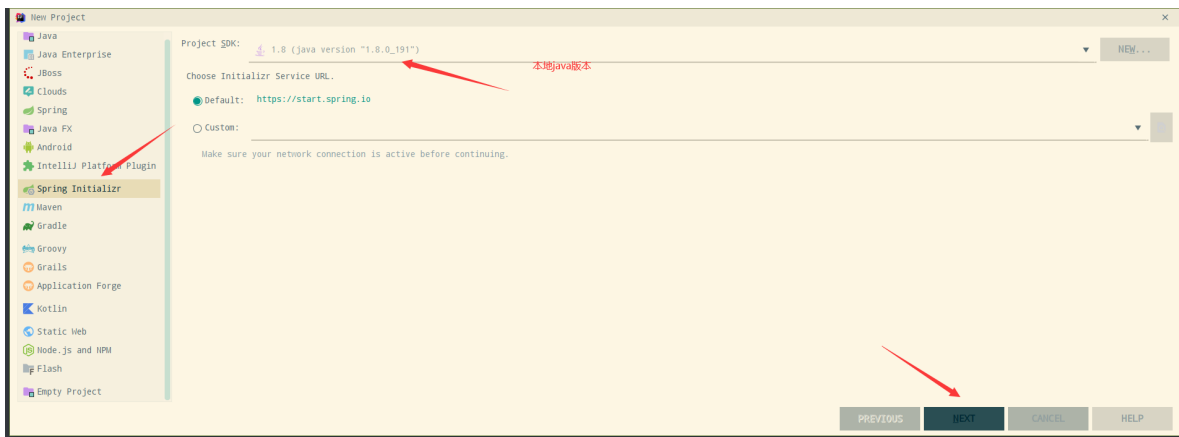 New Project
Java
Java Enterprise
JBoss
Clouds
Spring
Java FX
Android
IntelliJ Platform Plugin
Spring Initializr
Maven
Gradle
Groovy
Grails
Application Forge
Kotlin
Static Web
Node.js and NPM
Flash
Empty Project
Project SDK: 1.8 (java version "1.8.0_191") NEW...
本地java版本
Choose Initializr Service URL.
Default: https://start.spring.io
Custom:
Make sure your network connection is active before continuing.
PREVIOUS NEXT CANCEL HELP